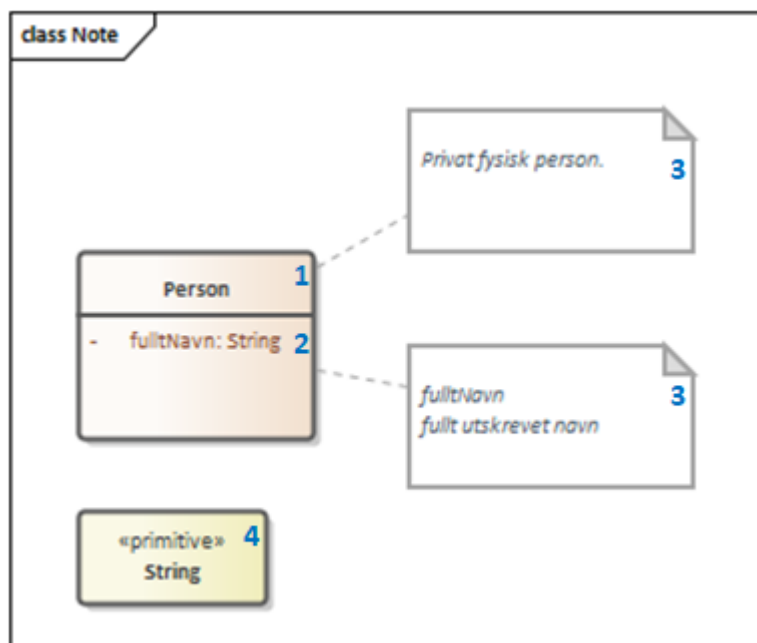 class Note
Privat fysisk person.
3
1
Person
- fulltNavn: String 2
3
fulltNavn
fullt utskrevet navn
«primitive» 4
String